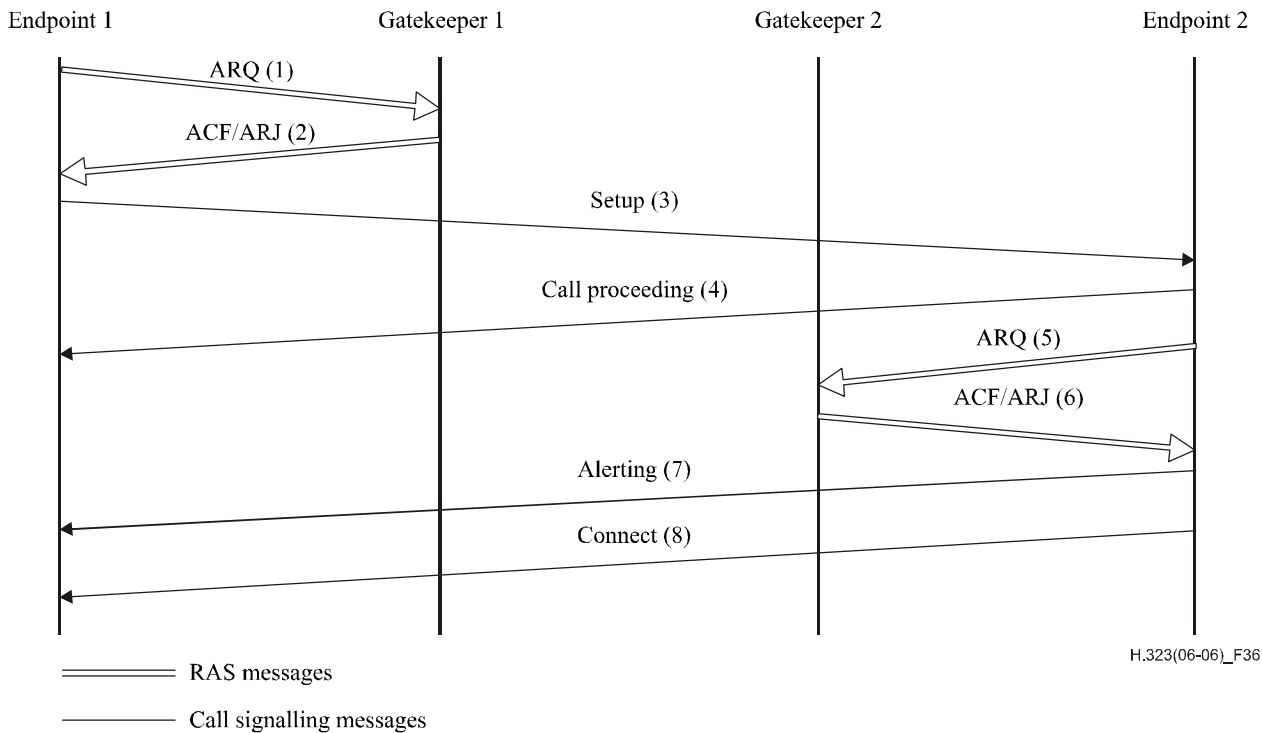 Endpoint 1
Gatekeeper 1
Gatekeeper 2
Endpoint 2
ARQ (1)
ACF/ARJ (2)
Setup (3)
Call proceeding (4)
ARQ (5)
ACF/ARJ (6)
Alerting (7)
Connect (8)
H.323(06-06)_F36
RAS messages
Call signalling messages